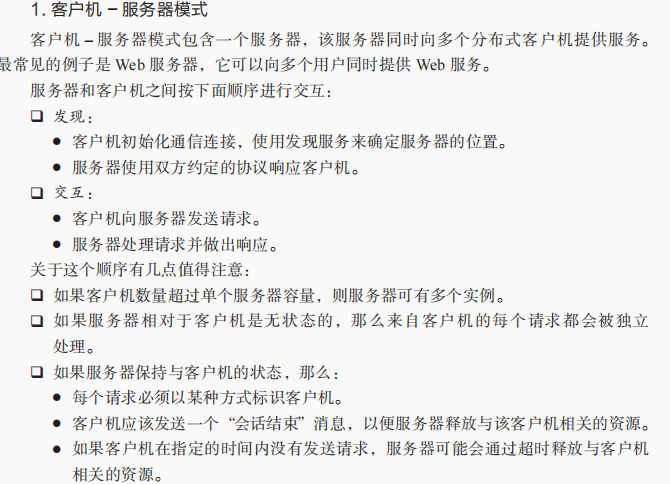 1. 客户机 – 服务器模式
客户机 – 服务器模式包含一个服务器，该服务器同时向多个分布式客户机提供服务。
最常见的例子是 Web 服务器，它可以向多个用户同时提供 Web 服务。
服务器和客户机之间按下面顺序进行交互：
❑ 发现：
● 客户机初始化通信连接，使用发现服务来确定服务器的位置。
● 服务器使用双方约定的协议响应客户机。
❑ 交互：
● 客户机向服务器发送请求。
● 服务器处理请求并做出响应。
关于这个顺序有几点值得注意：
❑ 如果客户机数量超过单个服务器容量，则服务器可有多个实例。
❑ 如果服务器相对于客户机是无状态的，那么来自客户机的每个请求都会被独立
处理。
❑ 如果服务器保持与客户机的状态，那么：
● 每个请求必须以某种方式标识客户机。
● 客户机应该发送一个“会话结束”消息，以便服务器释放与该客户机相关的资源。
● 如果客户机在指定的时间内没有发送请求，服务器可能会通过超时释放与客户机
相关的资源。